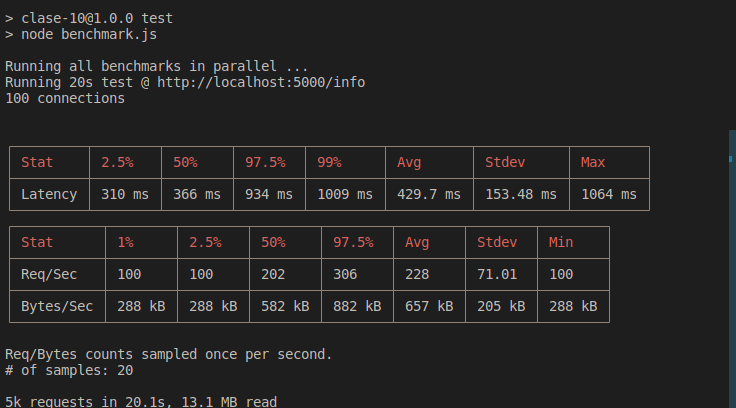 > clase-10@1.0.0 test
> node benchmark.js
Running all benchmarks in parallel ...
Running 20s test @ http://localhost:5000/info
100 connections
Stat 2.5% 50% 97.5% 99% Avg Stdev Max
Latency 310 ms 366 ms 934 ms 1009 ms 429.7 ms 153.48 ms 1064 ms
Stat 1% 2.5% 50% 97.5% Avg Stdev Min
Req/Sec 100 100 202 306 228 71.01 100
Bytes/Sec 288 kB 288 kB 582 kB 882 kB 657 kB 205 kB 288 kB
Req/Bytes counts sampled once per second.
# of samples: 20
5k requests in 20.1s, 13.1 MB read